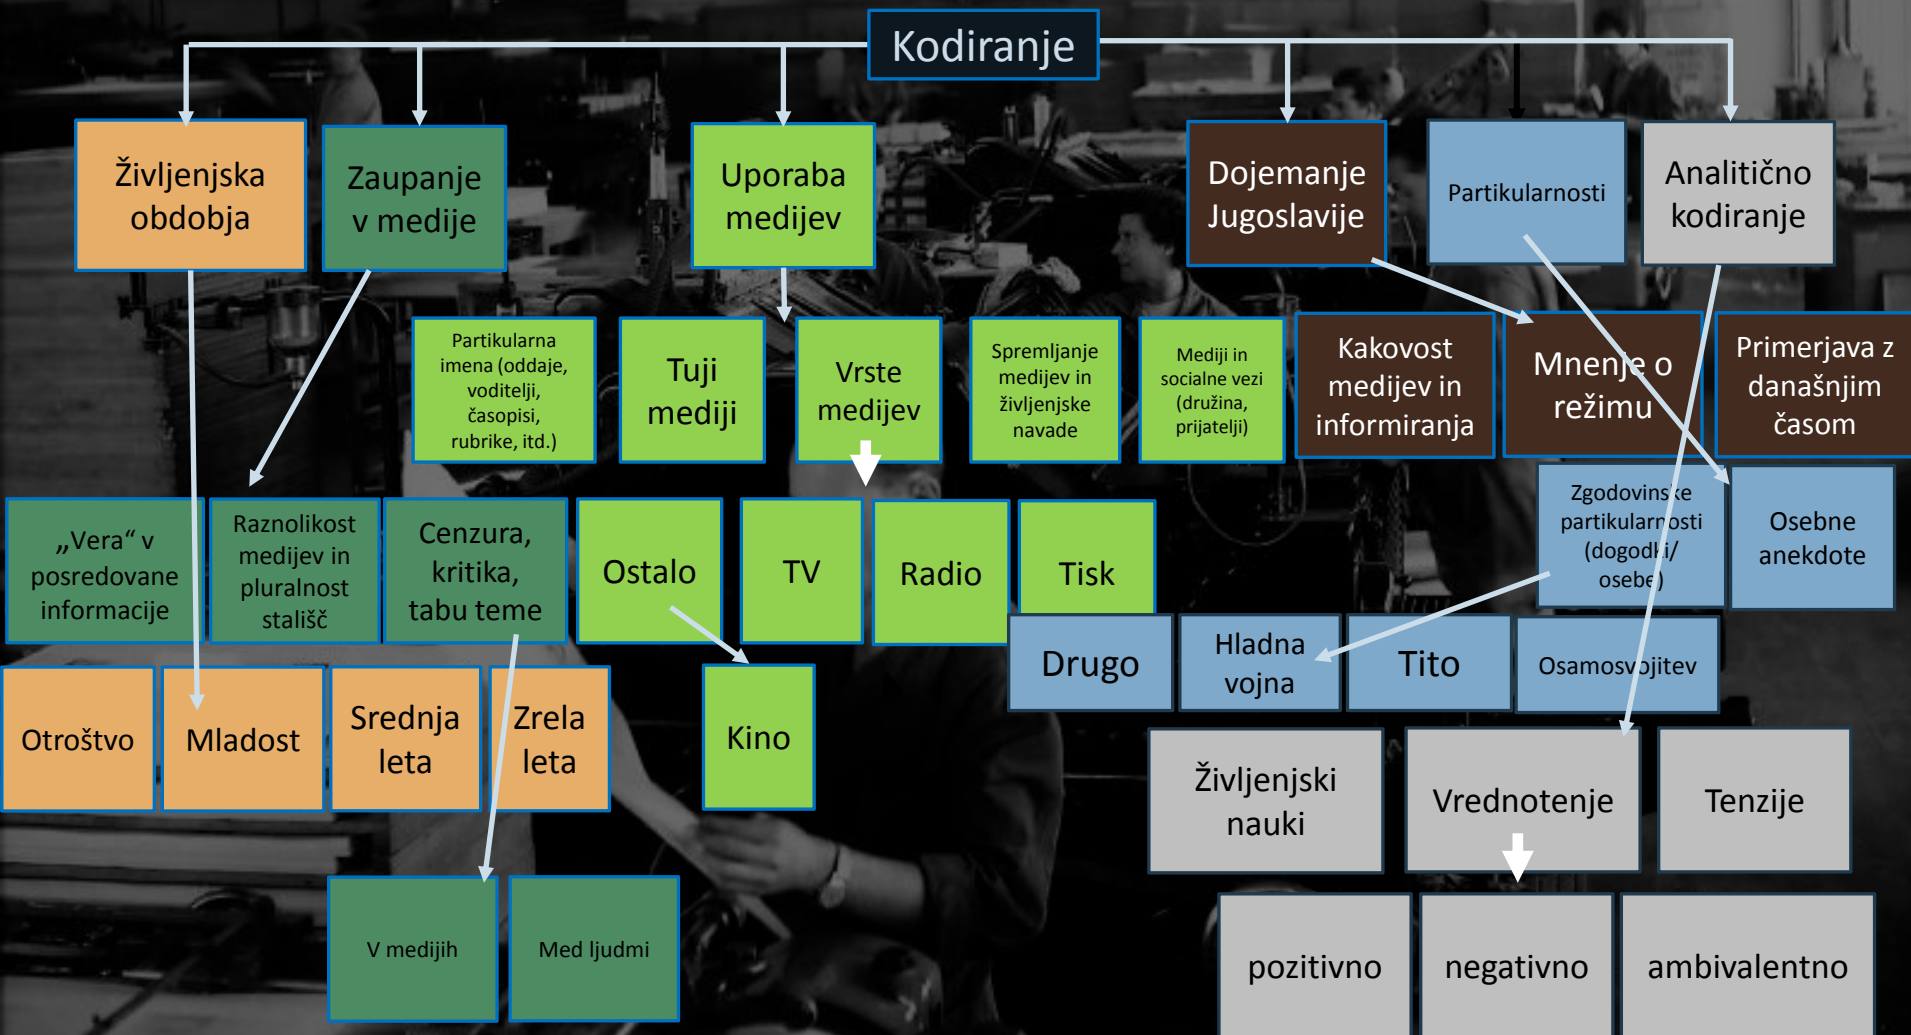 Kodiranje
Življenjska
obdobja
Zaupanje
v medije
Uporaba
medijev
Dojemanje
Jugoslavije
Partikularnosti
Analitično
kodiranje
Partikularna
imena (oddaje,
voditelji,
časopisi,
rubrike, itd.)
Tuji
mediji
Vrste
medijev
Spremljanje
medijev in
življenjske
navade
Mediji in
socialne vezi
(družina,
prijatelji)
Kakovost
medijev in
informiranja
Mnenje o
režimu
Primerjava z
današnjim
časom
„Vera“ v
posredovane
informacije
Raznolikost
medijev in
pluralnost
stališč
Cenzura,
kritika,
tabu teme
Ostalo
TV
Radio
Tisk
Zgodovinske
partikularnosti
(dogodki/
osebe)
Osebne
anekdote
Drugo
Hladna
vojna
Tito
Osamosvojitev
Otroštvo
Mladost
Srednja
leta
Zrela
leta
Kino
Življenjski
nauki
Vrednotenje
Tenzije
V medijih
Med ljudmi
pozitivno
negativno
ambivalentno